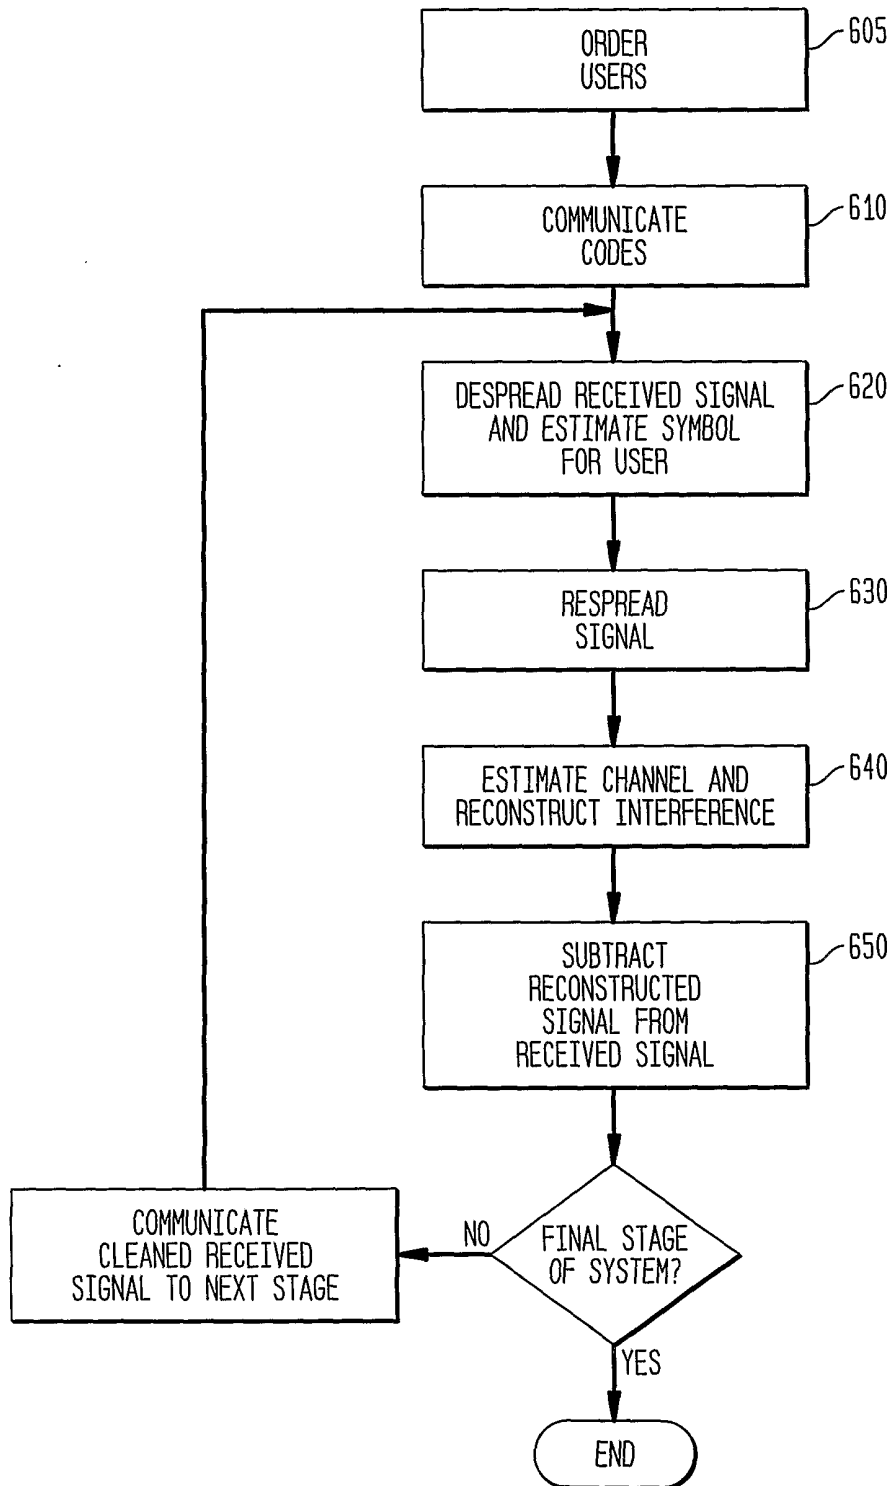 ORDER
USERS
605
COMMUNICATE
CODES
610
DESPREAD RECEIVED SIGNAL
AND ESTIMATE SYMBOL
FOR USER
620
RESPREAD
SIGNAL
630
ESTIMATE CHANNEL AND
RECONSTRUCT INTERFERENCE
640
SUBTRACT
RECONSTRUCTED
SIGNAL FROM
RECEIVED SIGNAL
650
FINAL STAGE
OF SYSTEM?
NO
COMMUNICATE
CLEANED RECEIVED
SIGNAL TO NEXT STAGE
YES
END